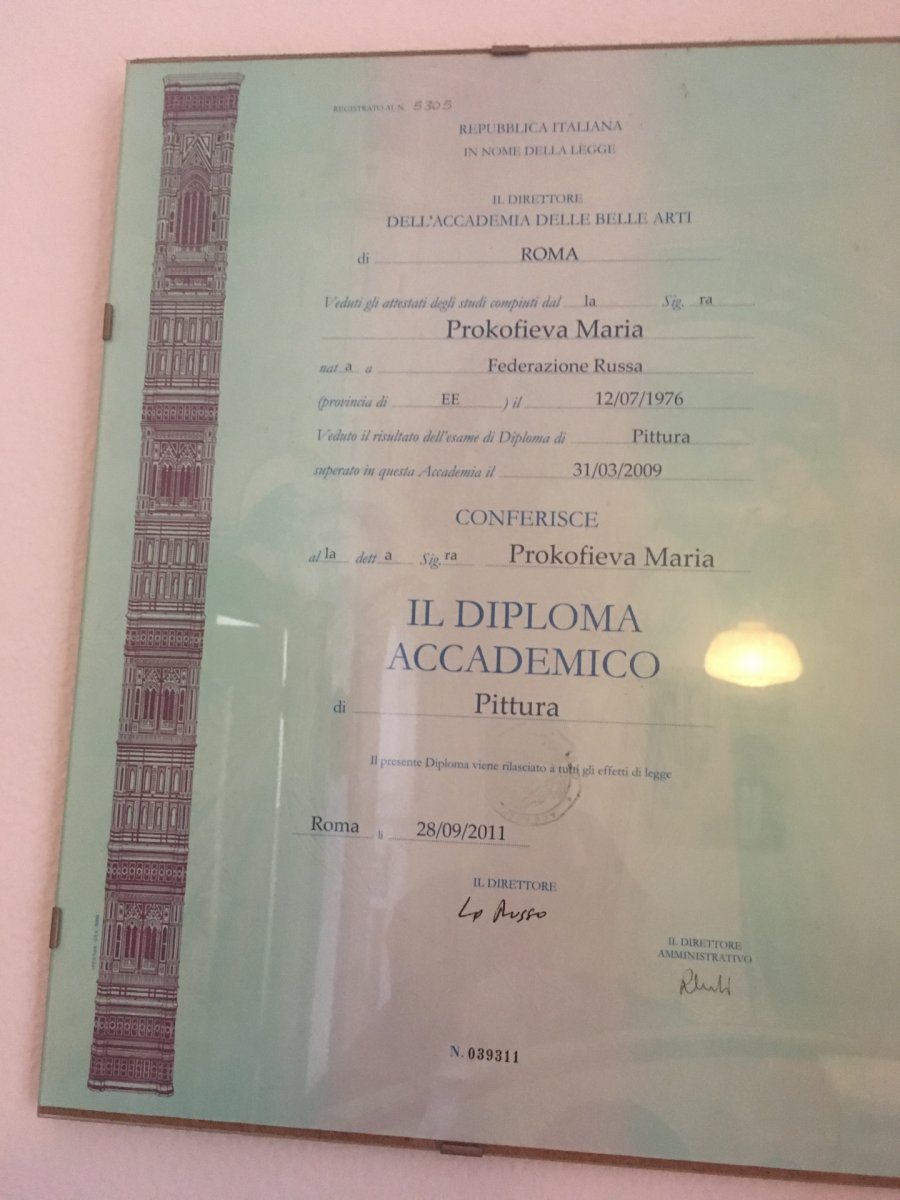 REGISTRATO AL N. 5305
REPUBBLICA ITALIANA
IN NOME DELLA LEGGE
IL DIRETTORE
DELL'ACCADEMIA DELLE BELLE ARTI
di ROMA
Veduti gli attestati degli studi compiuti dal la Sig. ra
Prokofieva Maria
nat a a Federazione Russa
(provincia di EE ) il 12/07/1976
Veduto il risultato dell'esame di Diploma di Pittura
superato in questa Accademia il 31/03/2009
CONFERISCE
al la dett a Sig. ra Prokofieva Maria
IL DIPLOMA
ACCADEMICO
di Pittura
Il presente Diploma viene rilasciato a tutti gli effetti di legge
Roma li 28/09/2011
IL DIRETTORE
Lo Russo
IL DIRETTORE
AMMINISTRATIVO
N. 039311